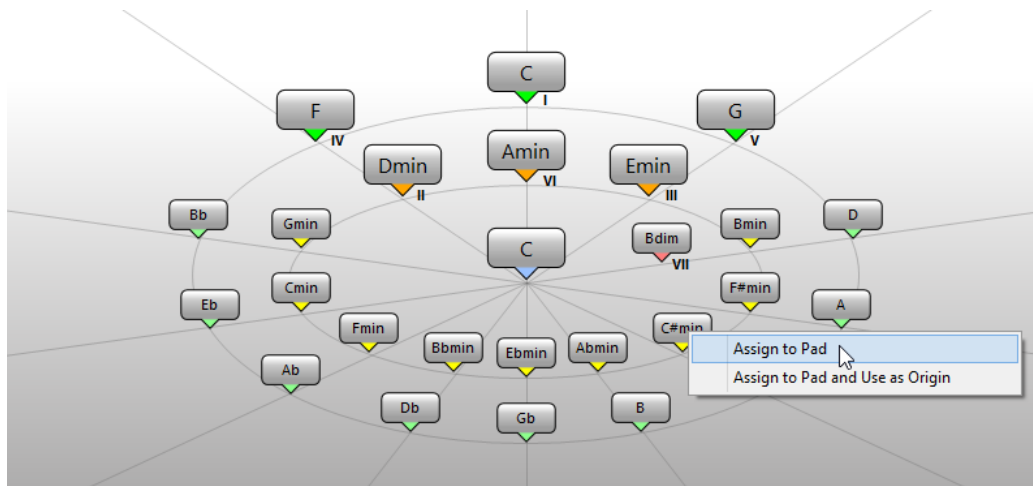 C
I
F
IV
G
V
Dmin
II
Amin
VI
Emin
III
Bb
Gmin
C
Bdim
VII
Bmin
D
Eb
Cmin
F#min
A
Fmin
Bbmin
Ebmin
Abmin
C#min
Assign to Pad
Assign to Pad and Use as Origin
Ab
Db
Gb
B